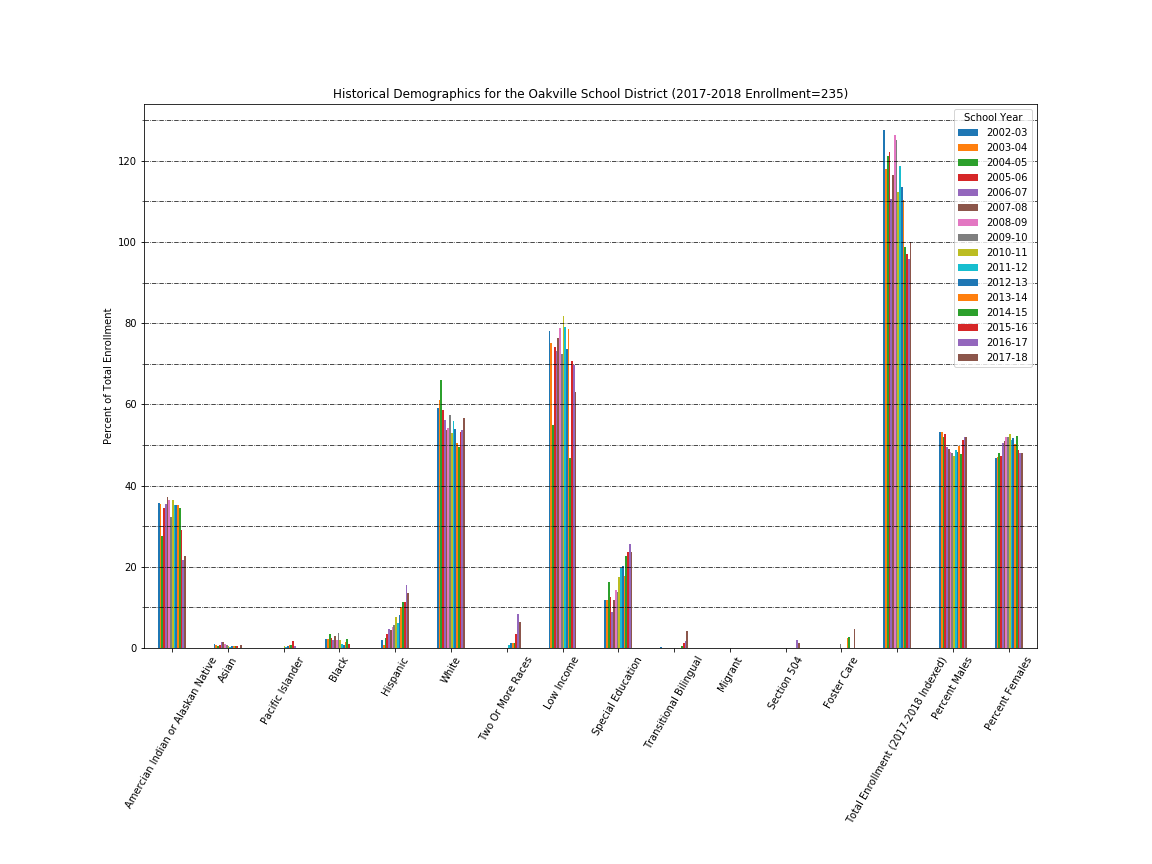 Historical Demographics for the Oakville School District (2017-2018 Enrollment=235)
Percent of Total Enrollment
120
100
80
60
40
20
0
School Year
2002-03
2003-04
2004-05
2005-06
2006-07
2007-08
2008-09
2009-10
2010-11
2011-12
2012-13
2013-14
2014-15
2015-16
2016-17
2017-18
Amercian Indian or Alaskan Native
Asian
Pacific Islander
Black
Hispanic
White
Two Or More Races
Low Income
Special Education
Transitional Bilingual
Migrant
Section 504
Foster Care
Total Enrollment (2017-2018 Indexed)
Percent Males
Percent Females